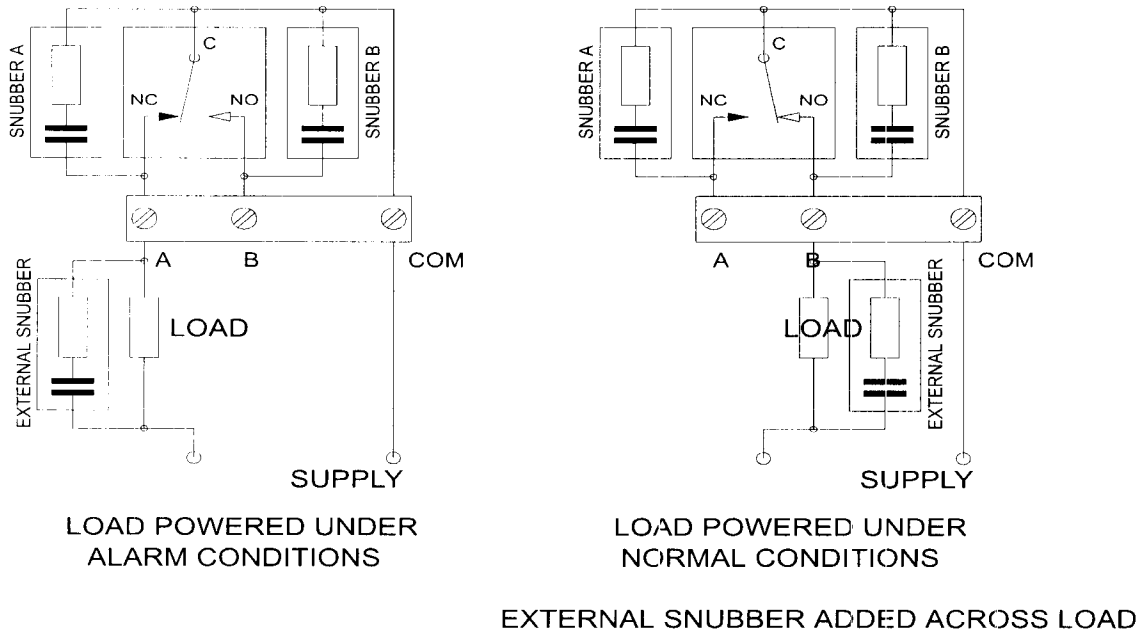 SNUBBER A
C
NC
NO
SNUBBER B
A
B
COM
EXTERNAL SNUBBER
LOAD
SUPPLY
LOAD POWERED UNDER
ALARM CONDITIONS
SNUBBER A
C
NC
NO
SNUBBER B
A
B
COM
LOAD
EXTERNAL SNUBBER
SUPPLY
LOAD POWERED UNDER
NORMAL CONDITIONS
EXTERNAL SNUBBER ADDED ACROSS LOAD